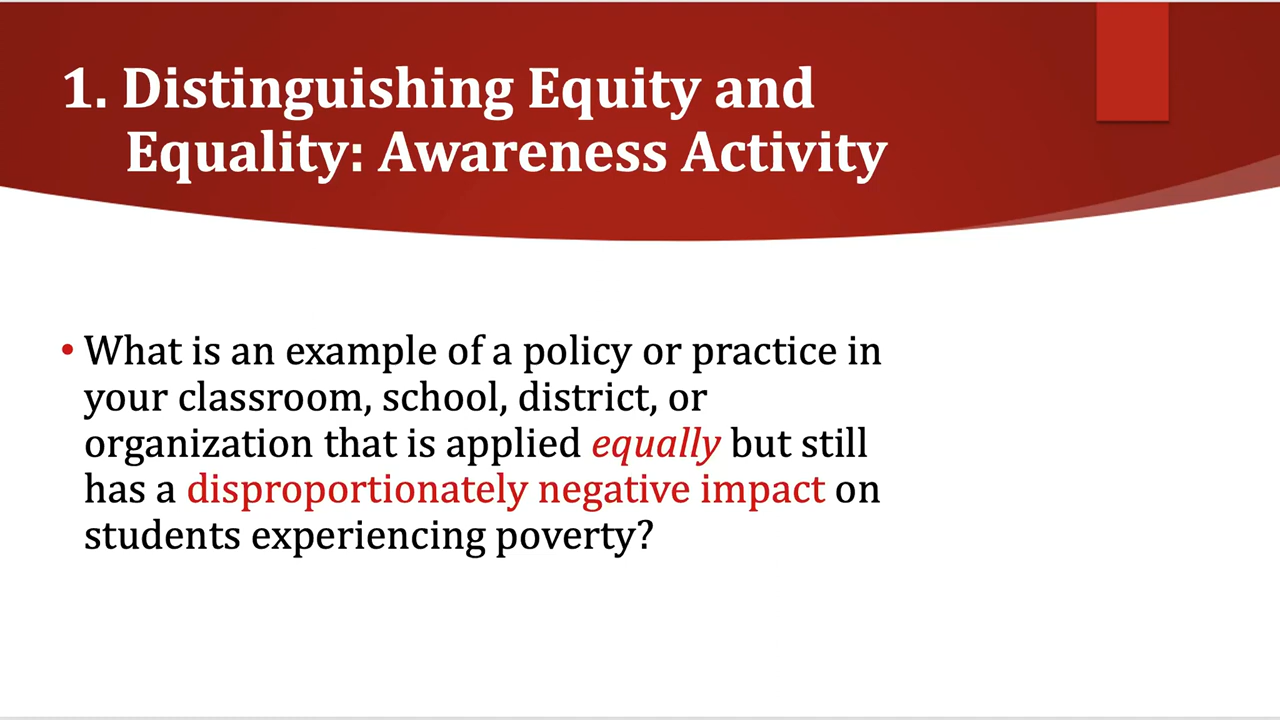 1. Distinguishing Equity and
Equality: Awareness Activity
• What is an example of a policy or practice in
your classroom, school, district, or
organization that is applied equally but still
has a disproportionately negative impact on
students experiencing poverty?